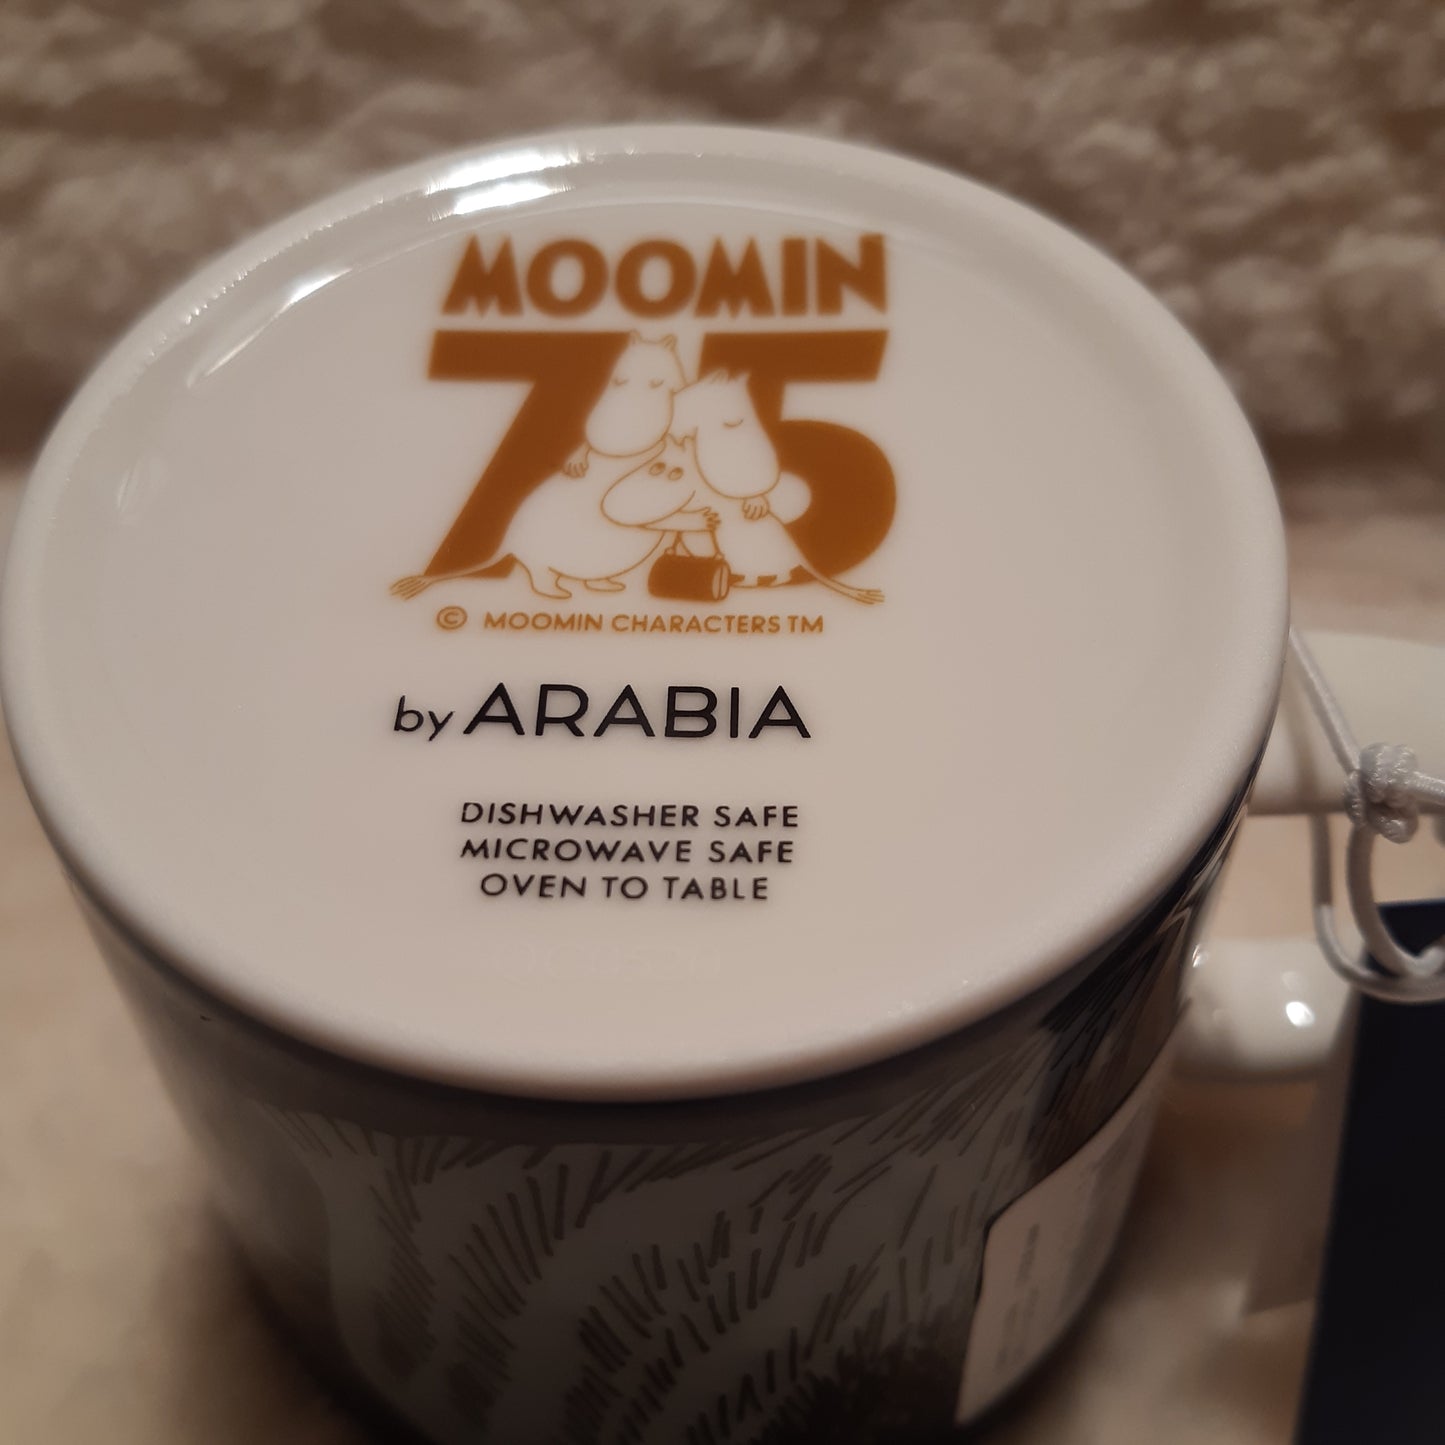 MOOMIN
75
© MOOMIN CHARACTERS TM
by ARABIA
DISHWASHER SAFE
MICROWAVE SAFE
OVEN TO TABLE